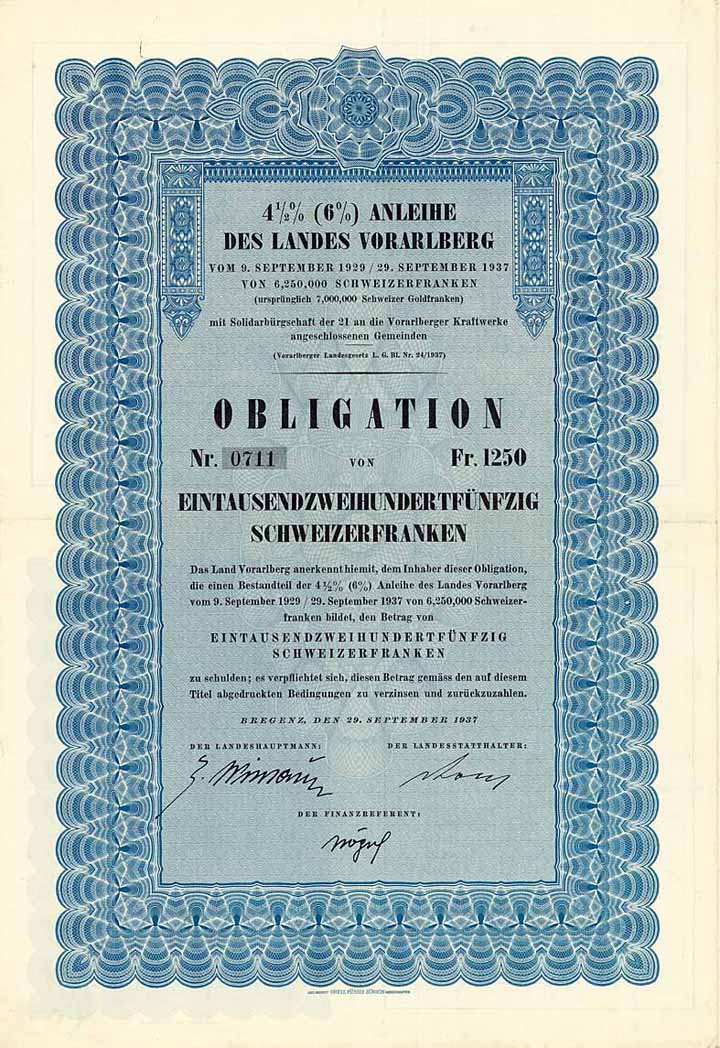 4½% (6%) ANLEIHE
DES LANDES VORARLBERG
VOM 9. SEPTEMBER 1929 / 29. SEPTEMBER 1937
VON 6,250,000 SCHWEIZERFRANKEN
(ursprünglich 7,000,000 Schweizer Goldfranken)
mit Solidarbürgschaft der 21 an die Vorarlberger Kraftwerke
angeschlossenen Gemeinden
(Vorarlberger Landesgesetz L. G. Bl. Nr. 24/1937)
OBLIGATION
Nr. 0711 VON Fr. 1250
EINTAUSENDZWEIHUNDERTFÜNFZIG
SCHWEIZERFRANKEN
Das Land Vorarlberg anerkennt hiemit, dem Inhaber dieser Obligation,
die einen Bestandteil der 4½% (6%) Anleihe des Landes Vorarlberg
vom 9. September 1929 / 29. September 1937 von 6,250,000 Schweizer-
franken bildet, den Betrag von
EINTAUSENDZWEIHUNDERTFÜNFZIG
SCHWEIZERFRANKEN
zu schulden; es verpflichtet sich, diesen Betrag gemäss den auf diesem
Titel abgedruckten Bedingungen zu verzinsen und zurückzuzahlen.
BREGENZ, DEN 29. SEPTEMBER 1937
DER LANDESHAUPTMANN: DER LANDESSTATTHALTER:
DER FINANZREFERENT:
ORELL FÜSSLI ZÜRICH